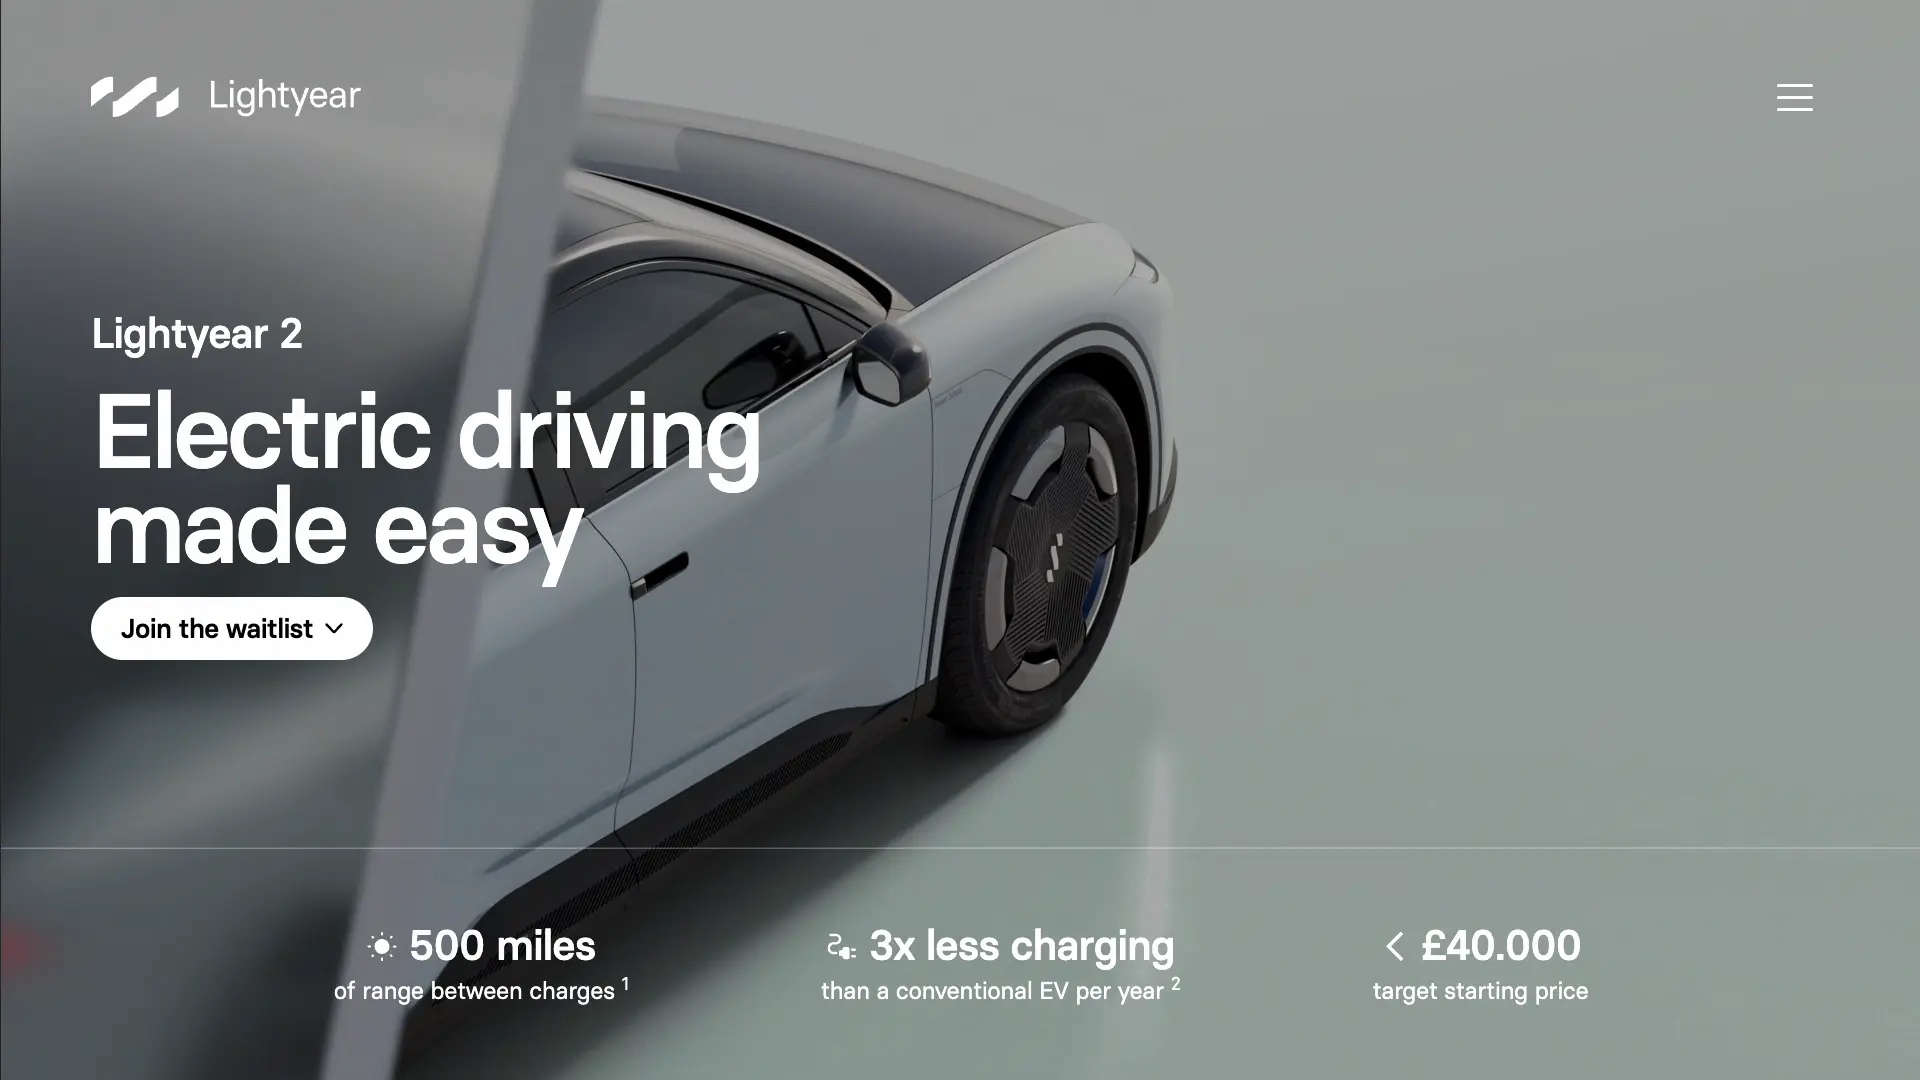 Lightyear
Lightyear 2
Electric driving
made easy
Join the waitlist
500 miles
of range between charges 1
3x less charging
than a conventional EV per year 2
< £40.000
target starting price